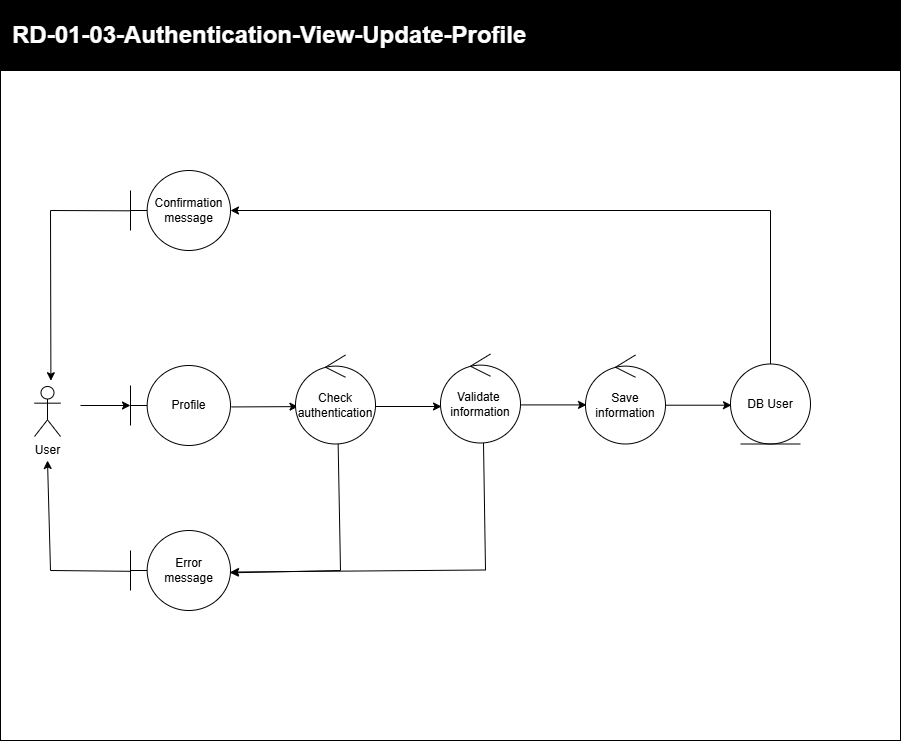 RD-01-03-Authentication-View-Update-Profile
Confirmation
message
User
Profile
Check
authentication
Validate
information
Save
information
DB User
Error
message